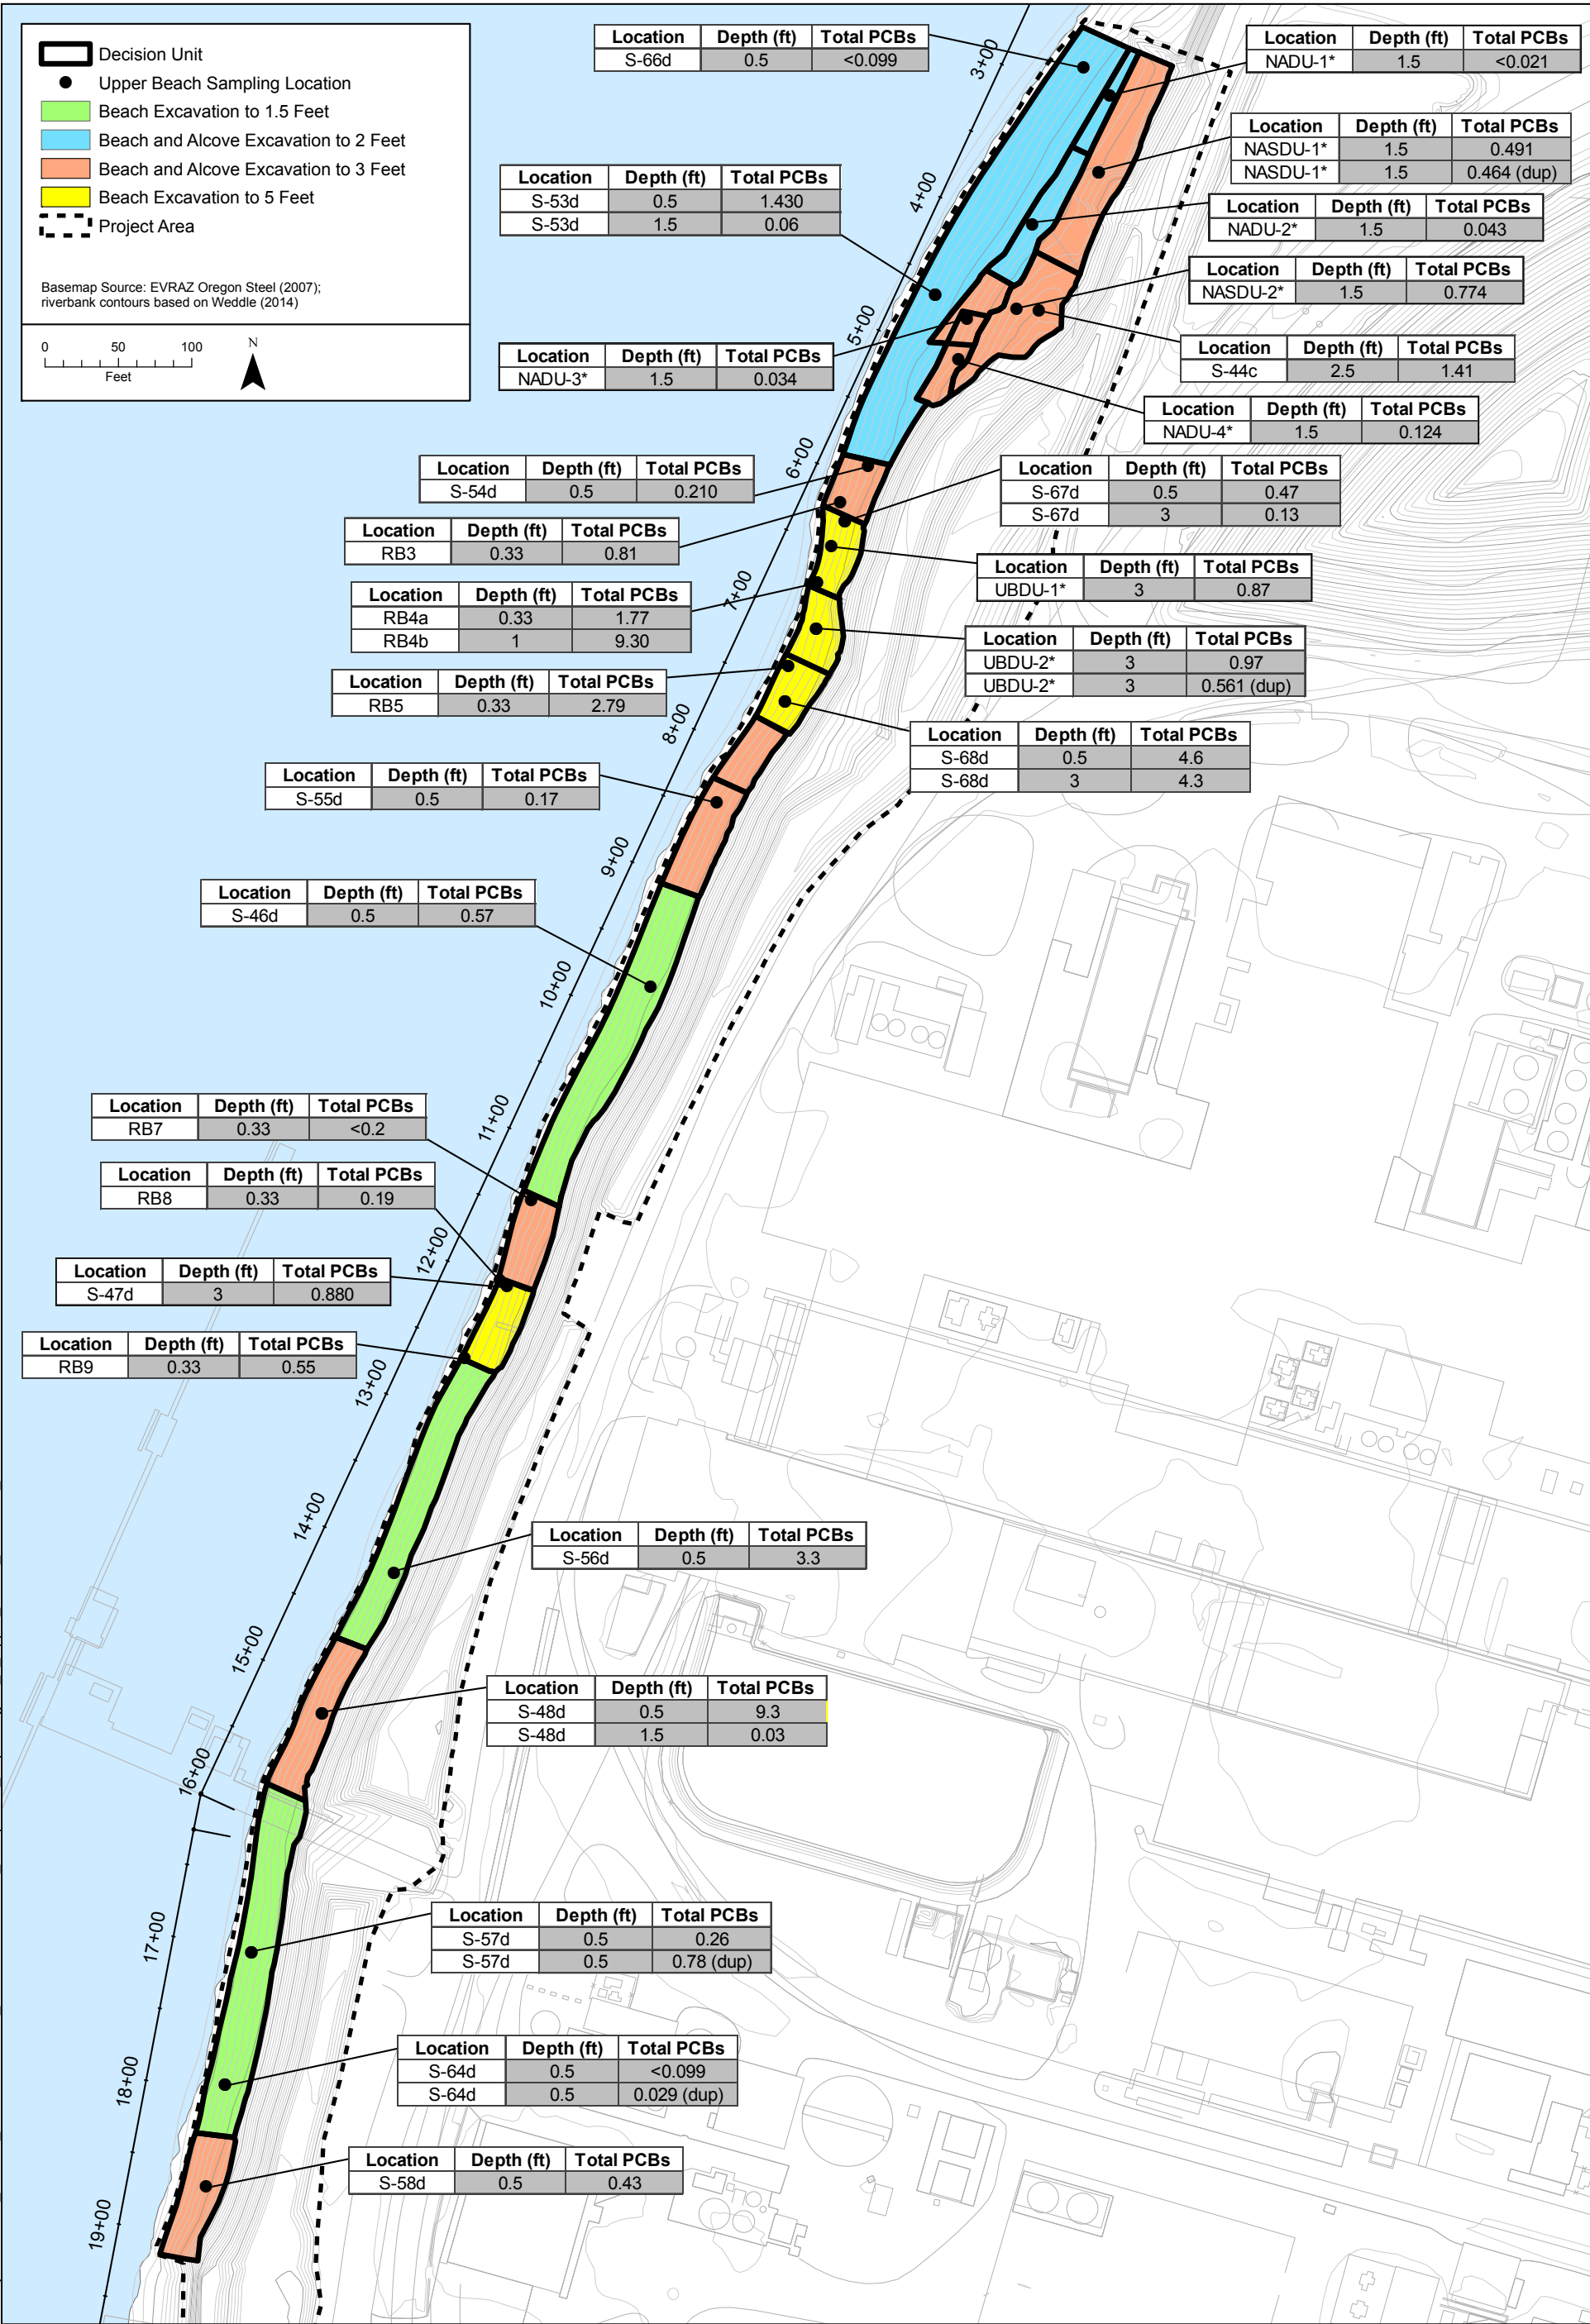 Decision Unit
Upper Beach Sampling Location
Beach Excavation to 1.5 Feet
Beach and Alcove Excavation to 2 Feet
Beach and Alcove Excavation to 3 Feet
Beach Excavation to 5 Feet
Project Area
Basemap Source: EVRAZ Oregon Steel (2007);
riverbank contours based on Weddle (2014)
0 50 100
Feet
N
Location Depth (ft) Total PCBs
S-66d 0.5 <0.099
Location Depth (ft) Total PCBs
NADU-1* 1.5 <0.021
Location Depth (ft) Total PCBs
NASDU-1* 1.5 0.491
NASDU-1* 1.5 0.464 (dup)
Location Depth (ft) Total PCBs
S-53d 0.5 1.430
S-53d 1.5 0.06
Location Depth (ft) Total PCBs
NADU-2* 1.5 0.043
Location Depth (ft) Total PCBs
NASDU-2* 1.5 0.774
Location Depth (ft) Total PCBs
S-44c 2.5 1.41
Location Depth (ft) Total PCBs
NADU-3* 1.5 0.034
Location Depth (ft) Total PCBs
NADU-4* 1.5 0.124
Location Depth (ft) Total PCBs
S-54d 0.5 0.210
Location Depth (ft) Total PCBs
S-67d 0.5 0.47
S-67d 3 0.13
Location Depth (ft) Total PCBs
RB3 0.33 0.81
Location Depth (ft) Total PCBs
UBDU-1* 3 0.87
Location Depth (ft) Total PCBs
RB4a 0.33 1.77
RB4b 1 9.30
Location Depth (ft) Total PCBs
UBDU-2* 3 0.97
UBDU-2* 3 0.561 (dup)
Location Depth (ft) Total PCBs
RB5 0.33 2.79
Location Depth (ft) Total PCBs
S-68d 0.5 4.6
S-68d 3 4.3
Location Depth (ft) Total PCBs
S-55d 0.5 0.17
Location Depth (ft) Total PCBs
S-46d 0.5 0.57
Location Depth (ft) Total PCBs
RB7 0.33 <0.2
Location Depth (ft) Total PCBs
RB8 0.33 0.19
Location Depth (ft) Total PCBs
S-47d 3 0.880
Location Depth (ft) Total PCBs
RB9 0.33 0.55
Location Depth (ft) Total PCBs
S-56d 0.5 3.3
Location Depth (ft) Total PCBs
S-48d 0.5 9.3
S-48d 1.5 0.03
Location Depth (ft) Total PCBs
S-57d 0.5 0.26
S-57d 0.5 0.78 (dup)
Location Depth (ft) Total PCBs
S-64d 0.5 <0.099
S-64d 0.5 0.029 (dup)
Location Depth (ft) Total PCBs
S-58d 0.5 0.43
3+00
4+00
5+00
6+00
7+00
8+00
9+00
10+00
11+00
12+00
13+00
14+00
15+00
16+00
17+00
18+00
19+00